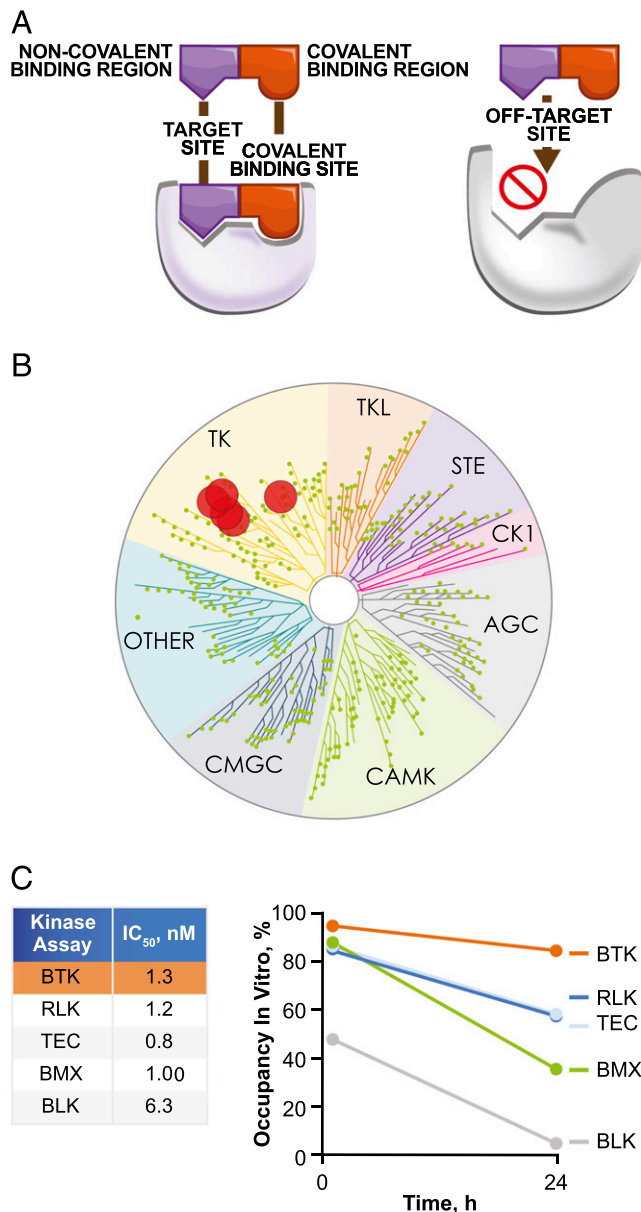 A
NON-COVALENT
BINDING REGION
COVALENT
BINDING REGION
TARGET
SITE
COVALENT
BINDING SITE
OFF-TARGET
SITE
B
TK
TKL
STE
CK1
AGC
CAMK
CMGC
OTHER
C
Kinase
Assay
IC50, nM
BTK 1.3
RLK 1.2
TEC 0.8
BMX 1.00
BLK 6.3
Occupancy In Vitro, %
100
80
60
40
20
0
0 24
Time, h
BTK
RLK
TEC
BMX
BLK